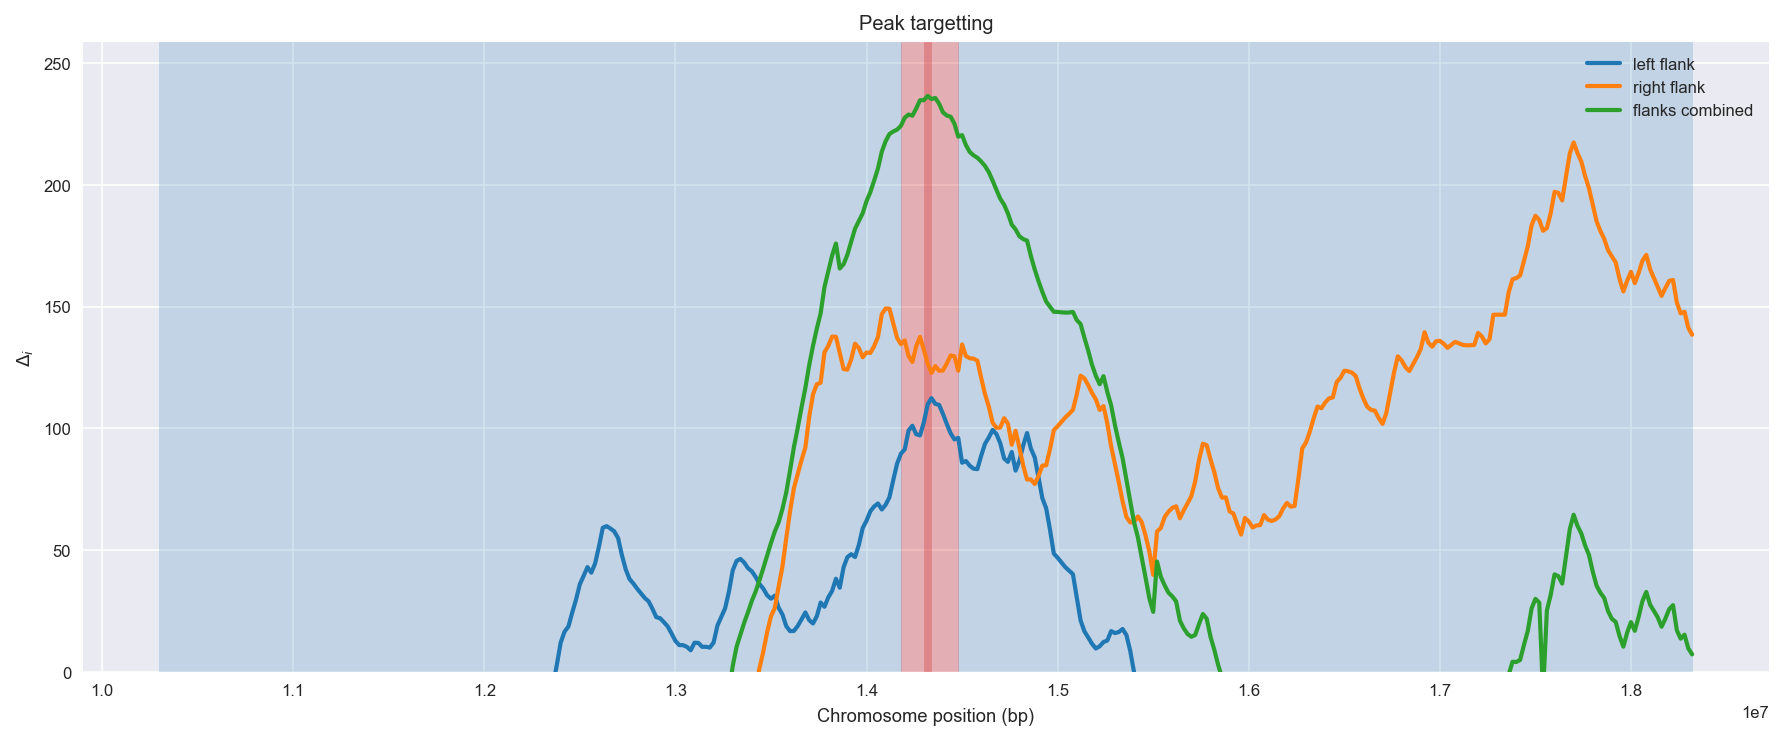 Peak targetting
250
200
150
100
50
0
Δi
left flank
right flank
flanks combined
1.0 1.1 1.2 1.3 1.4 1.5 1.6 1.7 1.8
1e7
Chromosome position (bp)